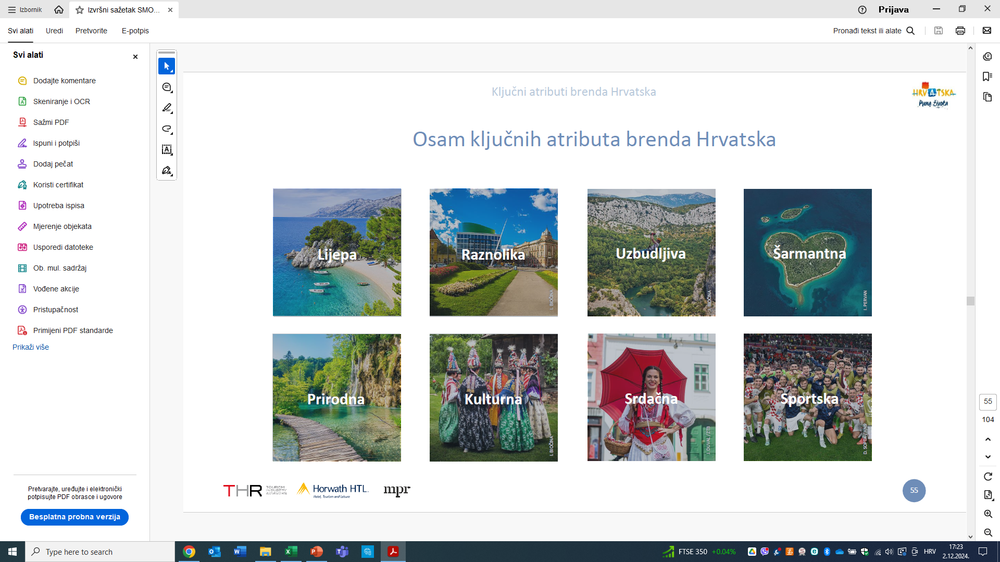 Izbornik
Izvršni sažetak SMO...
Prijava
Svi alati
Uredi
Pretvorite
E-potpis
Pronađi tekst ili alate
Svi alati
Dodajte komentare
Skeniranje i OCR
Sažmi PDF
Ispuni i potpiši
Dodaj pečat
Koristi certifikat
Upotreba ispisa
Mjerenje objekata
Usporedi datoteke
Ob. mul. sadržaj
Vođene akcije
Pristupačnost
Primijeni PDF standarde
Prikaži više
Pretvarajte, uređujte i elektronički
potpisujte PDF obrasce i ugovore
Besplatna probna verzija
Ključni atributi brenda Hrvatska
HRVATSKA
Puna života
Osam ključnih atributa brenda Hrvatska
Lijepa
Raznolika
I. BIOČINA
Uzbudljiva
I. BIOČINA
Šarmantna
I. PERVAN
Prirodna
Kulturna
I. BIOČINA
Srdačna
J. DUVAL / ZTB
Sportska
D. SOPTA / HNS
THR TOURISM
INDUSTRY
ADVISORS
Horwath HTL.
Hotel, Tourism and Leisure
mpr
55
55
104
Type here to search
FTSE 350 +0.04%
HRV
17:23
2.12.2024.